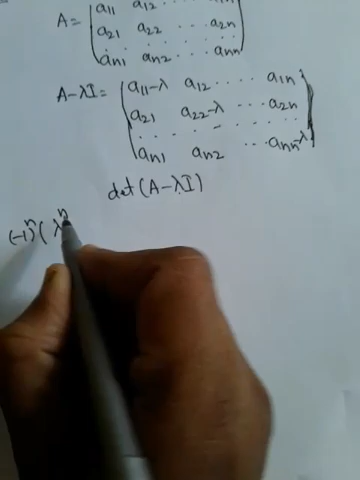 A = ( a11 a12 ... a1n
a21 a22 ... a2n
an1 an2 ... ann )
A-λI = ( a11-λ a12 .... a1n
a21 a22-λ ... a2n
. . . . . . . .
an1 an2 ... ann-λ )
det (A-λI)
(-1)^n ( λ^n